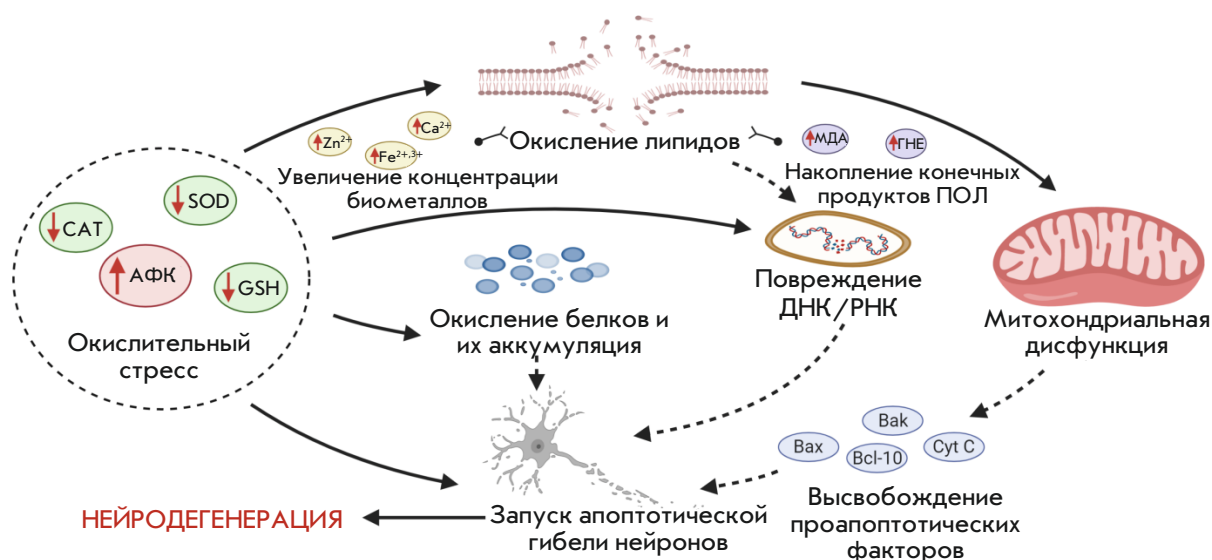 Zn²⁺
Ca²⁺
Fe²⁺,³⁺
Увеличение концентрации
биометаллов
Окисление липидов
МДА
ГНЕ
Накопление конечных
продуктов ПОЛ
SOD
CAT
АФК
GSH
Окислительный
стресс
Окисление белков и
их аккумуляция
Повреждение
ДНК/РНК
Митохондриальная
дисфункция
Bak
Bax
Bcl-10
Cyt C
Высвобождение
проапоптотических
факторов
Запуск апоптотической
гибели нейронов
НЕЙРОДЕГЕНЕРАЦИЯ